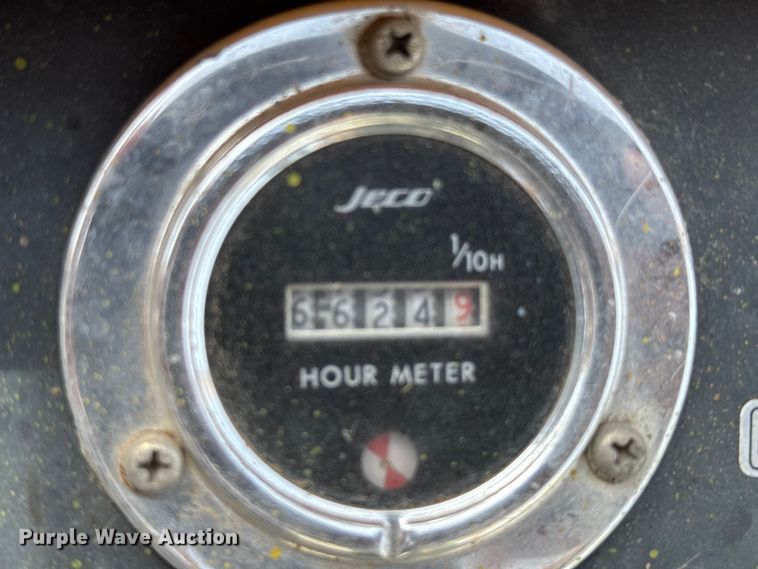 Jeco
1/10H
66249
HOUR METER
Purple Wave Auction